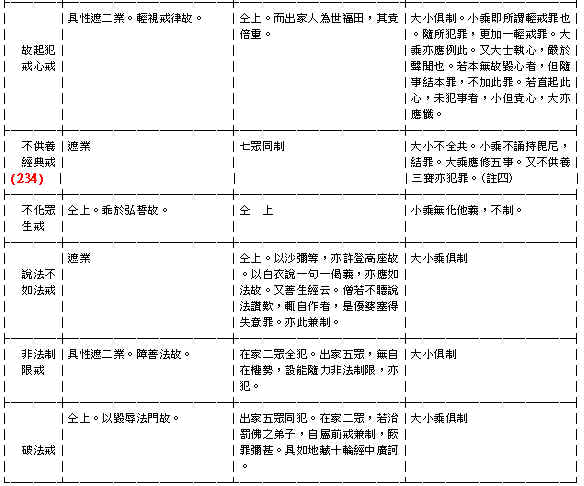 故起犯
戒心戒
具性遮二業。輕視戒律故。
仝上。而出家人為世福田，其責
倍重。
大小俱制。小乘即所謂輕戒罪也
。隨所犯罪，更加一輕戒罪。大
乘亦應例此。又大士執心，嚴於
聲聞也。若本無故毀心者，但隨
事結本罪，不加此罪。若直起此
心，未犯事者，小但責心，大亦
應懺。
不供養
經典戒
(234)
遮業
七眾同制
大小不全共。小乘不誦持毘尼，
結罪。大乘應修五事。又不供養
三寶亦犯罪。（註四）
不化眾
生戒
仝上。乖於弘誓故。
仝　上
小乘無化他義，不制。
說法不
如法戒
遮業
仝上。以沙彌等，亦許登高座故
。以白衣說一句一偈義，亦應如
法故。又善生經云。僧若不聽說
法讚歎，輒自作者，是優婆塞得
失意罪。亦此兼制。
大小乘俱制
非法制
限戒
具性遮二業。障善法故。
在家二眾全犯。出家五眾，無自
在權勢，設能隨力非法制限，亦
犯。
大小乘俱制
破法戒
仝上。以毀辱法門故。
出家五眾同犯。在家二眾，若治
罰佛之弟子，自屬前戒兼制，厥
罪彌甚。具如地藏十輪經中廣訶
。
大小乘俱制